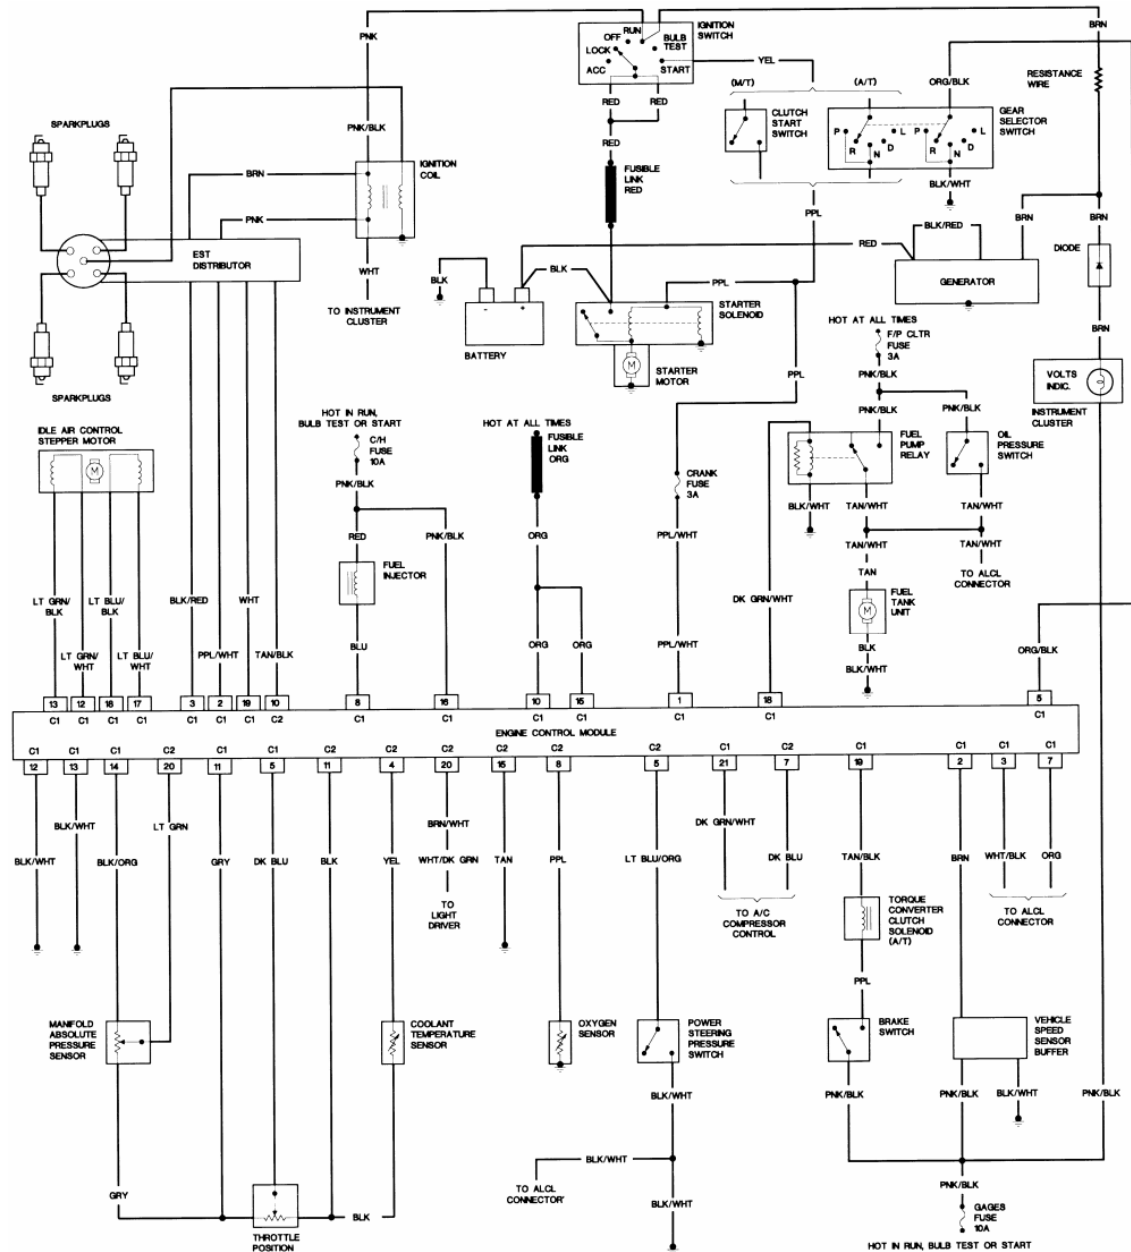 PNK
RUN
OFF
BULB
TEST
LOCK
ACC
START
IGNITION
SWITCH
YEL
BRN
RED
RED
(M/T)
(A/T)
ORG/BLK
RESISTANCE
WIRE
SPARKPLUGS
PNK/BLK
RED
CLUTCH
START
SWITCH
P
R
N
D
L
P
R
N
D
L
GEAR
SELECTOR
SWITCH
BRN
IGNITION
COIL
FUSIBLE
LINK
RED
BLK/WHT
PNK
PPL
BRN
BRN
BLK/RED
EST
DISTRIBUTOR
WHT
BLK
BLK
RED
DIODE
TO INSTRUMENT
CLUSTER
-
+
BATTERY
PPL
STARTER
SOLENOID
GENERATOR
M
STARTER
MOTOR
HOT AT ALL TIMES
F/P CLTR
FUSE
3A
PNK/BLK
BRN
VOLTS
INDIC.
INSTRUMENT
CLUSTER
SPARKPLUGS
PPL
PNK/BLK
PNK/BLK
IDLE AIR CONTROL
STEPPER MOTOR
M
HOT IN RUN,
BULB TEST OR START
C/H
FUSE
10A
PNK/BLK
HOT AT ALL TIMES
FUSIBLE
LINK
ORG
CRANK
FUSE
3A
FUEL
PUMP
RELAY
OIL
PRESSURE
SWITCH
BLK/WHT
TAN/WHT
TAN/WHT
RED
PNK/BLK
ORG
PPL/WHT
TAN/WHT
TAN/WHT
TAN
TO ALCL
CONNECTOR
FUEL
INJECTOR
DK GRN/WHT
M
FUEL
TANK
UNIT
LT GRN/
BLK
LT BLU/
BLK
BLK/RED
WHT
LT GRN/
WHT
LT BLU/
WHT
PPL/WHT
TAN/BLK
BLU
ORG
ORG
PPL/WHT
BLK
BLK/WHT
ORG/BLK
13
12
18
17
3
2
19
10
8
16
10
15
1
18
5
C1
C1
C1
C1
C1
C1
C1
C2
C1
C1
C1
C1
C1
C1
C1
ENGINE CONTROL MODULE
C1
C1
C1
C2
C1
C1
C2
C2
C2
C2
C2
C2
C2
C1
C1
C1
C1
12
13
14
20
11
5
11
4
20
15
8
5
21
7
19
2
3
7
BLK/WHT
BLK/WHT
BLK/ORG
LT GRN
GRY
DK BLU
BLK
YEL
BRN/WHT
WHT/DK GRN
TO
LIGHT
DRIVER
TAN
PPL
LT BLU/ORG
DK GRN/WHT
DK BLU
TO A/C
COMPRESSOR
CONTROL
TAN/BLK
BRN
WHT/BLK
ORG
TO ALCL
CONNECTOR
TORQUE
CONVERTER
CLUTCH
SOLENOID
(A/T)
PPL
MANIFOLD
ABSOLUTE
PRESSURE
SENSOR
COOLANT
TEMPERATURE
SENSOR
OXYGEN
SENSOR
POWER
STEERING
PRESSURE
SWITCH
BRAKE
SWITCH
VEHICLE
SPEED
SENSOR
BUFFER
BLK/WHT
PNK/BLK
PNK/BLK
BLK/WHT
PNK/BLK
BLK/WHT
TO ALCL
CONNECTOR
BLK/WHT
PNK/BLK
GRY
BLK
THROTTLE
POSITION
GAGES
FUSE
10A
HOT IN RUN, BULB TEST OR START